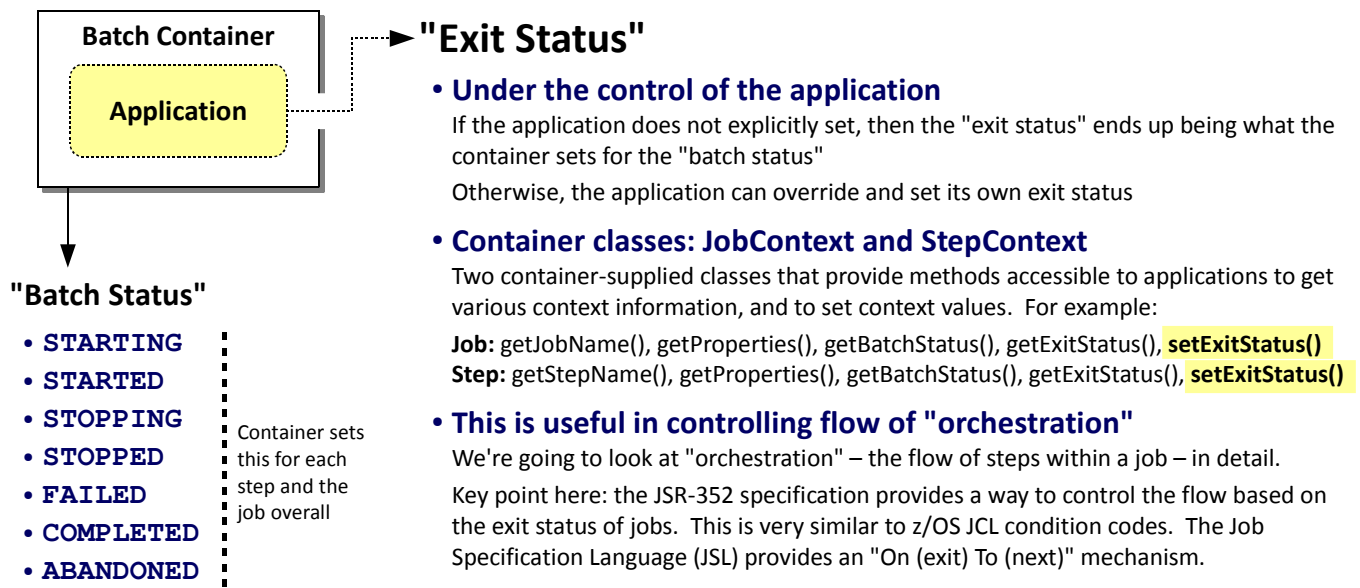 Batch Container
Application
"Batch Status"
• STARTING
• STARTED
• STOPPING
• STOPPED
• FAILED
• COMPLETED
• ABANDONED
Container sets
this for each
step and the
job overall
"Exit Status"
• Under the control of the application
If the application does not explicitly set, then the "exit status" ends up being what the
container sets for the "batch status"
Otherwise, the application can override and set its own exit status
• Container classes: JobContext and StepContext
Two container-supplied classes that provide methods accessible to applications to get
various context information, and to set context values.  For example:
Job: getJobName(), getProperties(), getBatchStatus(), getExitStatus(), setExitStatus()
Step: getStepName(), getProperties(), getBatchStatus(), getExitStatus(), setExitStatus()
• This is useful in controlling flow of "orchestration"
We're going to look at "orchestration" – the flow of steps within a job – in detail.
Key point here: the JSR-352 specification provides a way to control the flow based on
the exit status of jobs.  This is very similar to z/OS JCL condition codes.  The Job
Specification Language (JSL) provides an "On (exit) To (next)" mechanism.